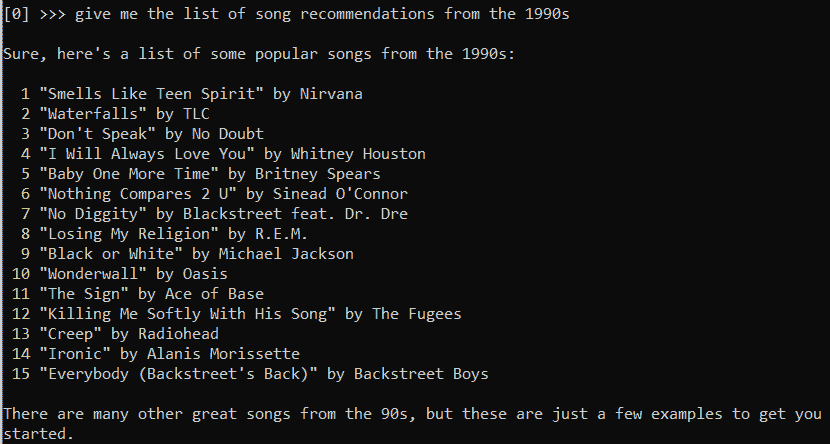 [0] >>> give me the list of song recommendations from the 1990s
Sure, here's a list of some popular songs from the 1990s:
1 "Smells Like Teen Spirit" by Nirvana
2 "Waterfalls" by TLC
3 "Don't Speak" by No Doubt
4 "I Will Always Love You" by Whitney Houston
5 "Baby One More Time" by Britney Spears
6 "Nothing Compares 2 U" by Sinead O'Connor
7 "No Diggity" by Blackstreet feat. Dr. Dre
8 "Losing My Religion" by R.E.M.
9 "Black or White" by Michael Jackson
10 "Wonderwall" by Oasis
11 "The Sign" by Ace of Base
12 "Killing Me Softly With His Song" by The Fugees
13 "Creep" by Radiohead
14 "Ironic" by Alanis Morissette
15 "Everybody (Backstreet's Back)" by Backstreet Boys
There are many other great songs from the 90s, but these are just a few examples to get you
started.